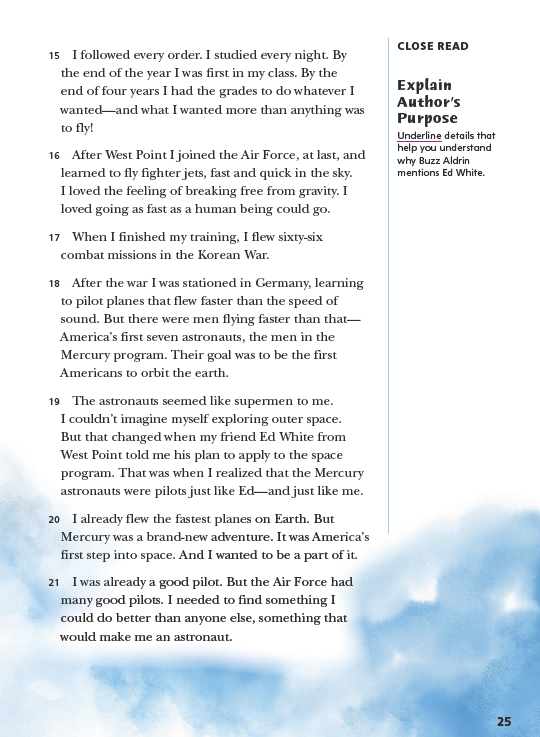 15 I followed every order. I studied every night. By
the end of the year I was first in my class. By the
end of four years I had the grades to do whatever I
wanted—and what I wanted more than anything was
to fly!
16 After West Point I joined the Air Force, at last, and
learned to fly fighter jets, fast and quick in the sky.
I loved the feeling of breaking free from gravity. I
loved going as fast as a human being could go.
17 When I finished my training, I flew sixty-six
combat missions in the Korean War.
18 After the war I was stationed in Germany, learning
to pilot planes that flew faster than the speed of
sound. But there were men flying faster than that—
America’s first seven astronauts, the men in the
Mercury program. Their goal was to be the first
Americans to orbit the earth.
19 The astronauts seemed like supermen to me.
I couldn’t imagine myself exploring outer space.
But that changed when my friend Ed White from
West Point told me his plan to apply to the space
program. That was when I realized that the Mercury
astronauts were pilots just like Ed—and just like me.
20 I already flew the fastest planes on Earth. But
Mercury was a brand-new adventure. It was America’s
first step into space. And I wanted to be a part of it.
21 I was already a good pilot. But the Air Force had
many good pilots. I needed to find something I
could do better than anyone else, something that
would make me an astronaut.
CLOSE READ
Explain
Author’s
Purpose
Underline details that
help you understand
why Buzz Aldrin
mentions Ed White.
25